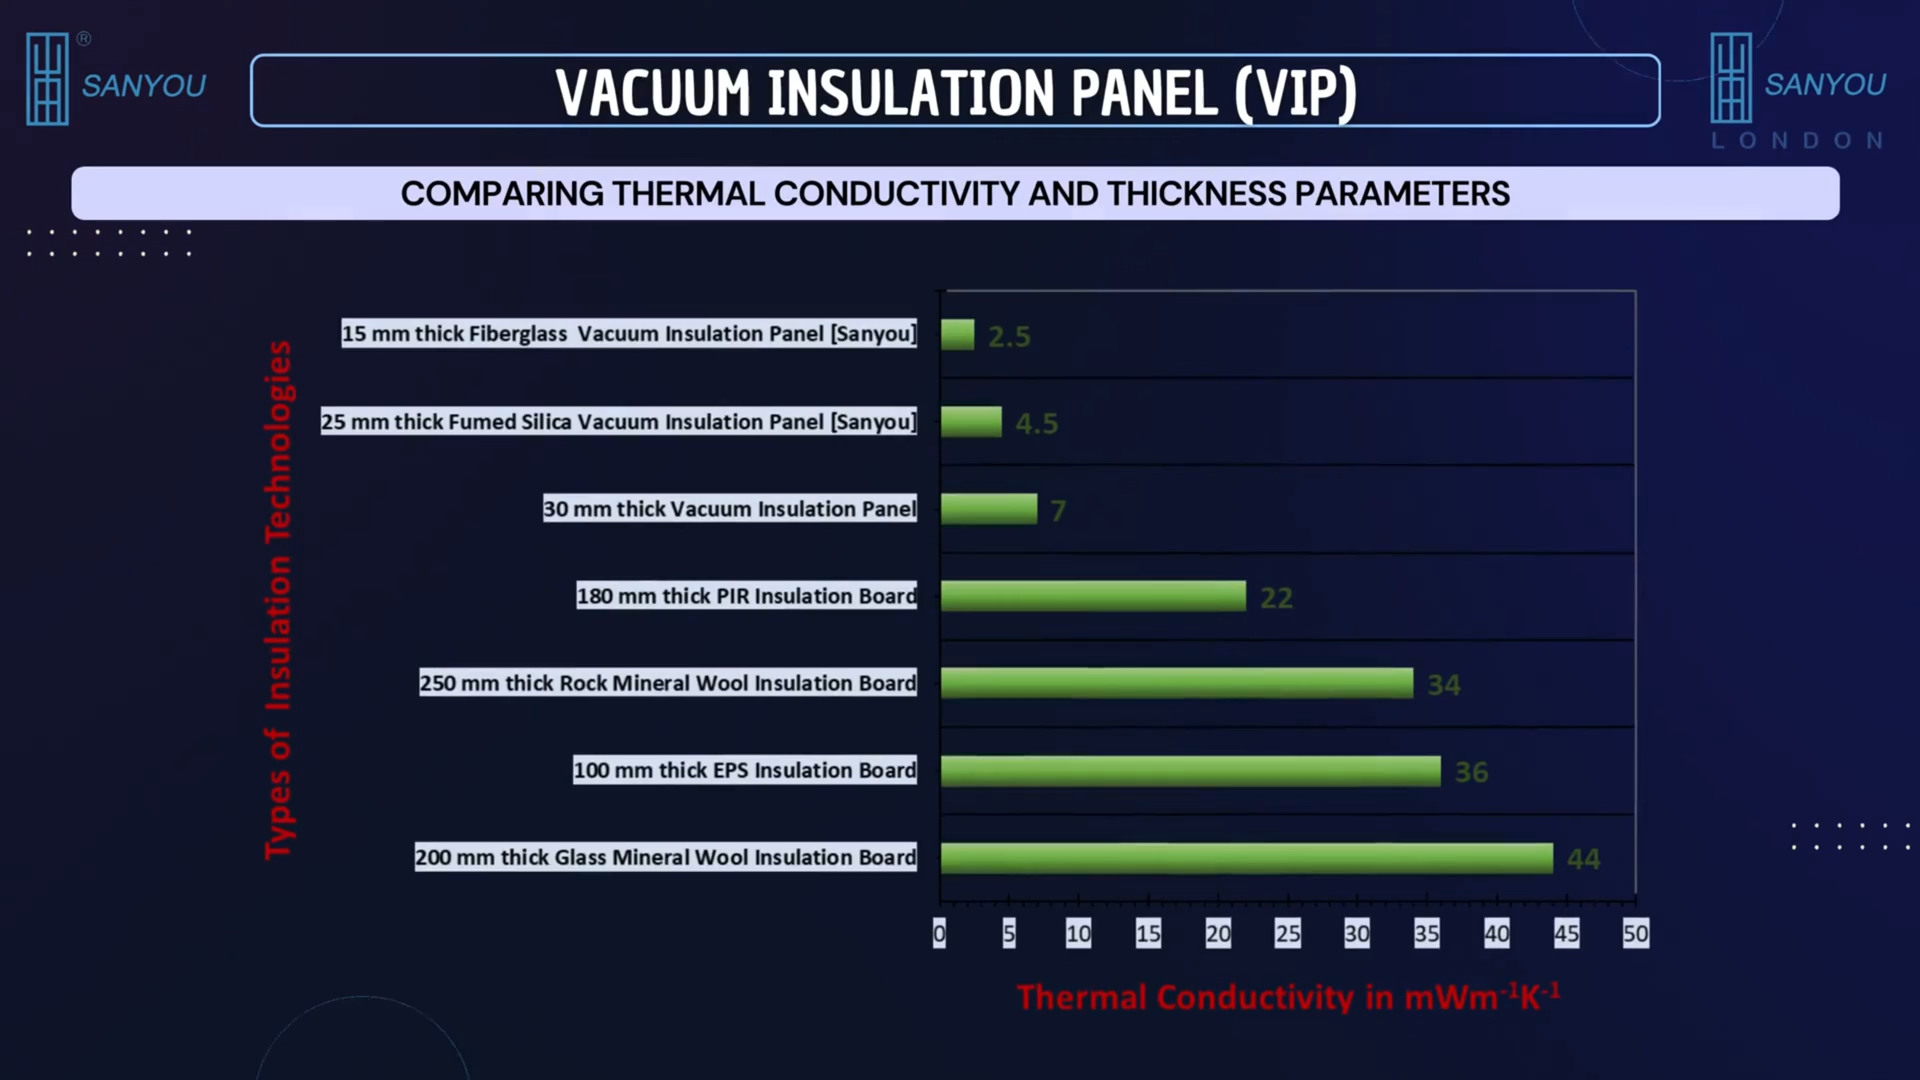 ®
SANYOU
VACUUM INSULATION PANEL (VIP)
SANYOU
LONDON
COMPARING THERMAL CONDUCTIVITY AND THICKNESS PARAMETERS
Types of Insulation Technologies
15 mm thick Fiberglass Vacuum Insulation Panel [Sanyou]
2.5
25 mm thick Fumed Silica Vacuum Insulation Panel [Sanyou]
4.5
30 mm thick Vacuum Insulation Panel
7
180 mm thick PIR Insulation Board
22
250 mm thick Rock Mineral Wool Insulation Board
34
100 mm thick EPS Insulation Board
36
200 mm thick Glass Mineral Wool Insulation Board
44
0 5 10 15 20 25 30 35 40 45 50
Thermal Conductivity in mWm⁻¹K⁻¹